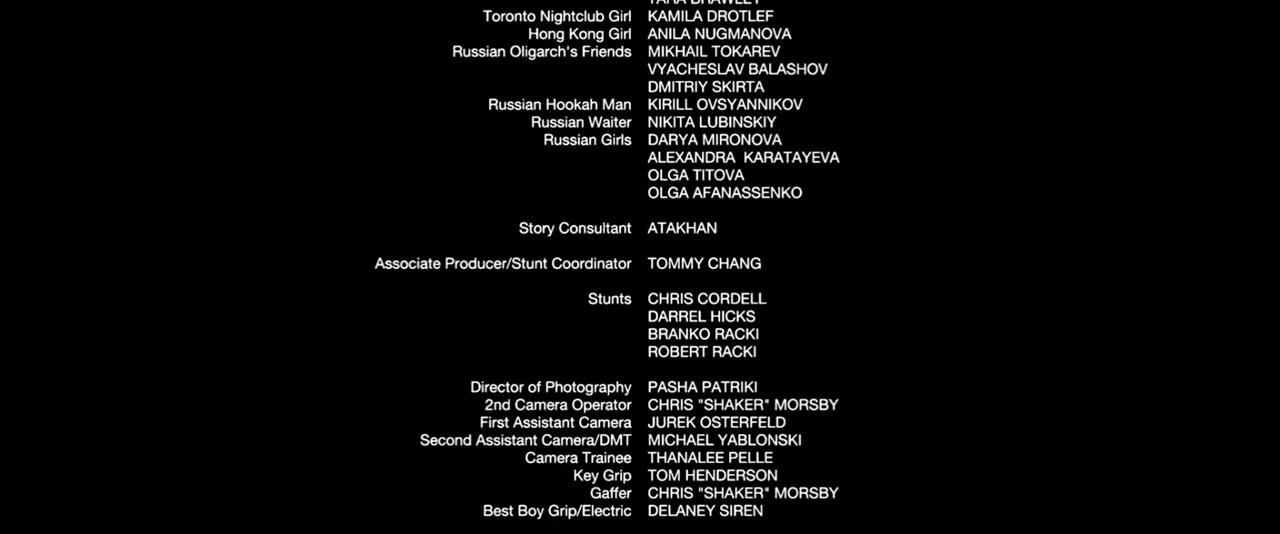 TARA BRAWLEY
Toronto Nightclub Girl KAMILA DROTLEF
Hong Kong Girl ANILA NUGMANOVA
Russian Oligarch's Friends MIKHAIL TOKAREV
VYACHESLAV BALASHOV
DMITRIY SKIRTA
Russian Hookah Man KIRILL OVSYANNIKOV
Russian Waiter NIKITA LUBINSKIY
Russian Girls DARYA MIRONOVA
ALEXANDRA KARATAYEVA
OLGA TITOVA
OLGA AFANASSENKO
Story Consultant ATAKHAN
Associate Producer/Stunt Coordinator TOMMY CHANG
Stunts CHRIS CORDELL
DARREL HICKS
BRANKO RACKI
ROBERT RACKI
Director of Photography PASHA PATRIKI
2nd Camera Operator CHRIS "SHAKER" MORSBY
First Assistant Camera JUREK OSTERFELD
Second Assistant Camera/DMT MICHAEL YABLONSKI
Camera Trainee THANALEE PELLE
Key Grip TOM HENDERSON
Gaffer CHRIS "SHAKER" MORSBY
Best Boy Grip/Electric DELANEY SIREN